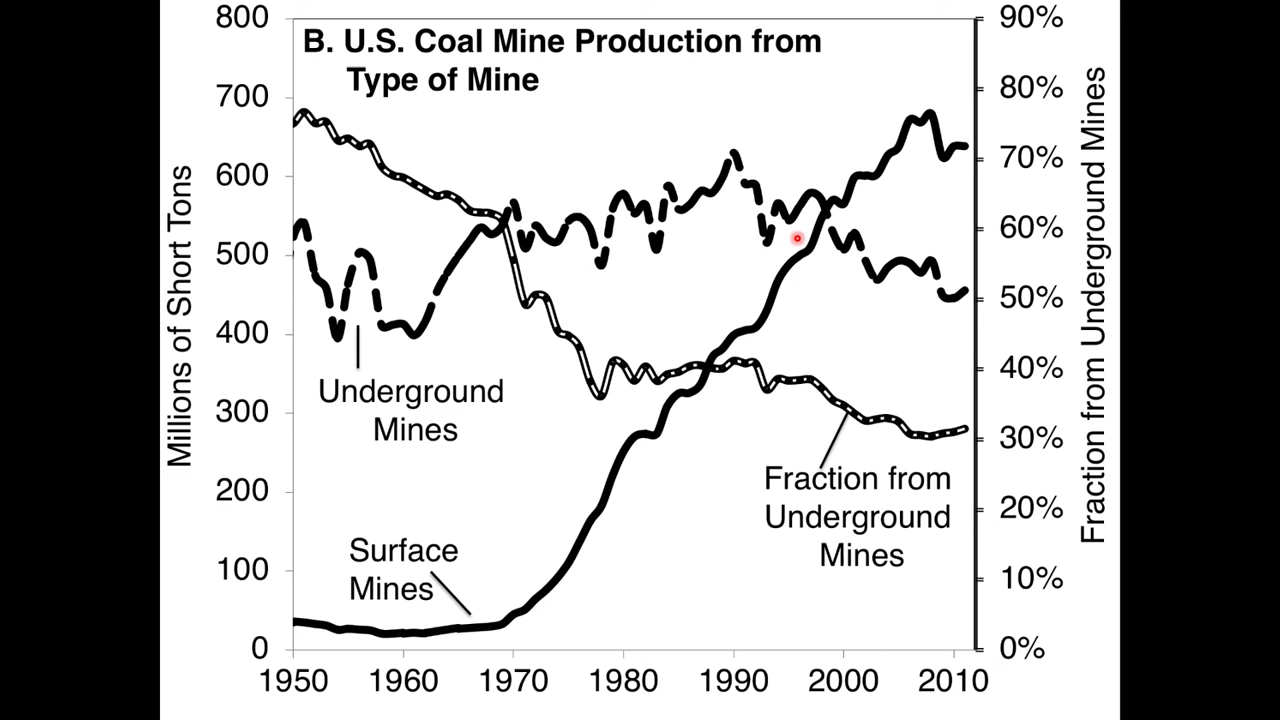 B. U.S. Coal Mine Production from
Type of Mine
800
700
600
500
400
300
200
100
0
Millions of Short Tons
90%
80%
70%
60%
50%
40%
30%
20%
10%
0%
Fraction from Underground Mines
Underground
Mines
Surface
Mines
Fraction from
Underground
Mines
1950 1960 1970 1980 1990 2000 2010